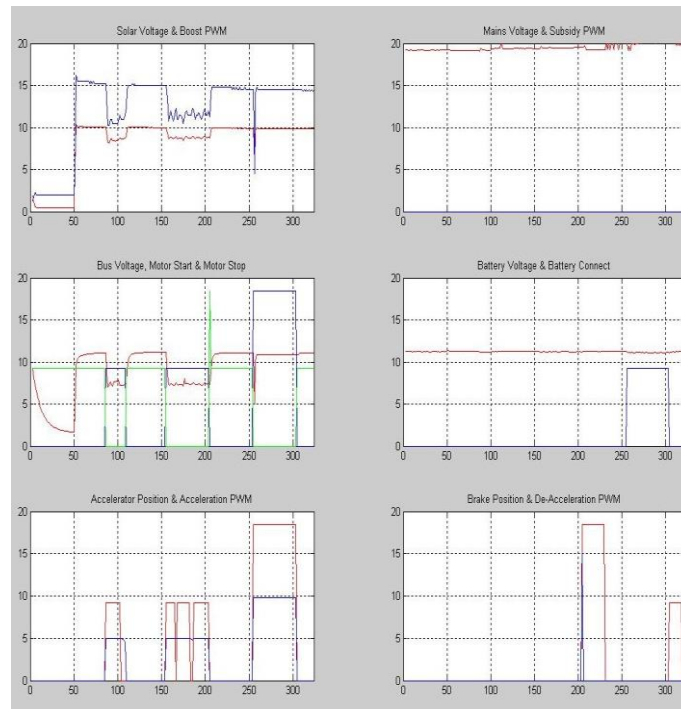 Solar Voltage & Boost PWM
20
15
10
5
0
0 50 100 150 200 250 300
Mains Voltage & Subsidy PWM
20
15
10
5
0
0 50 100 150 200 250 300
Bus Voltage, Motor Start & Motor Stop
20
15
10
5
0
0 50 100 150 200 250 300
Battery Voltage & Battery Connect
20
15
10
5
0
0 50 100 150 200 250 300
Accelerator Position & Acceleration PWM
20
15
10
5
0
0 50 100 150 200 250 300
Brake Position & De-Acceleration PWM
20
15
10
5
0
0 50 100 150 200 250 300